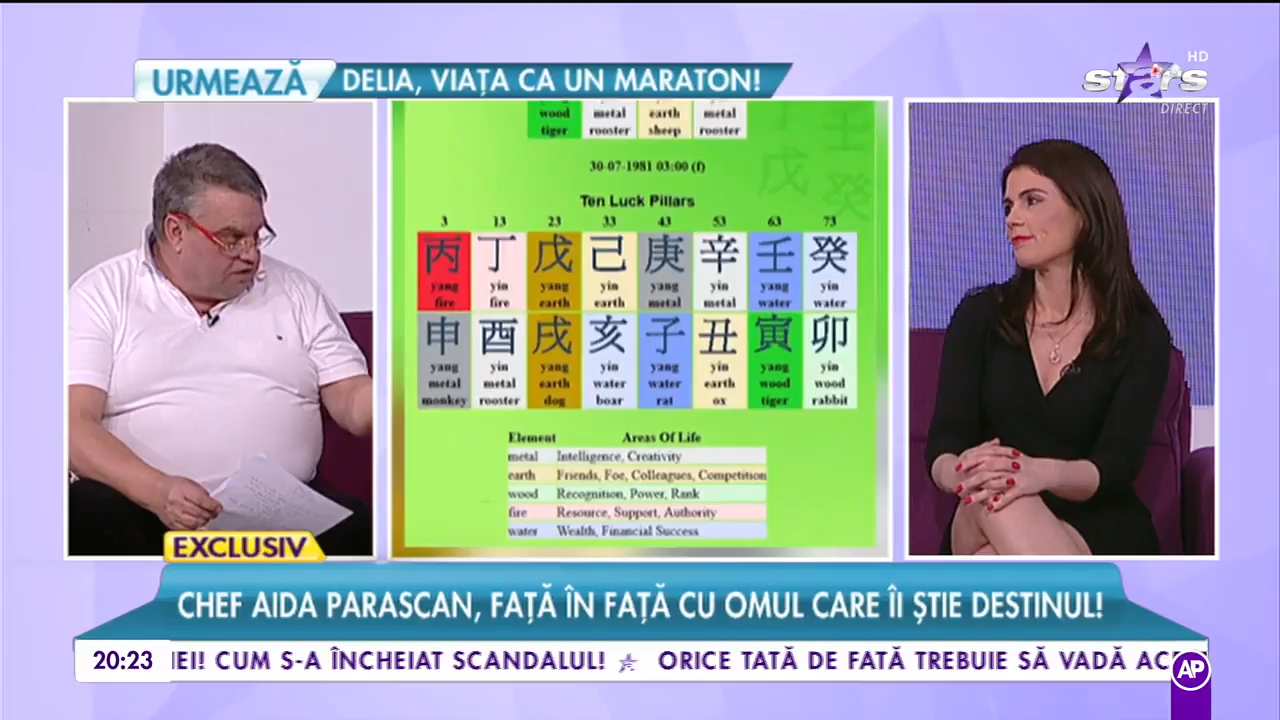 URMEAZĂ DELIA, VIAȚA CA UN MARATON!
HD
stars
DIRECT
wood metal earth metal
tiger rooster sheep rooster
戊 壬
癸
30-07-1981 03:00 (f)
Ten Luck Pillars
3 13 23 33 43 53 63 73
丙 丁 戊 己 庚 辛 壬 癸
yang yin yang yin yang yin yang yin
fire fire earth earth metal metal water water
申 酉 戌 亥 子 丑 寅 卯
yang yin yang yin yang yin yang yin
metal metal earth water water earth wood wood
monkey rooster dog boar rat ox tiger rabbit
Element Areas Of Life
metal Intelligence, Creativity
earth Friends, Foe, Colleagues, Competition
wood Recognition, Power, Rank
fire Resource, Support, Authority
water Wealth, Financial Success
EXCLUSIV
CHEF AIDA PARASCAN, FAȚĂ ÎN FAȚĂ CU OMUL CARE ÎI ȘTIE DESTINUL!
20:23 IEI! CUM S-A ÎNCHEIAT SCANDALUL! ORICE TATĂ DE FATĂ TREBUIE SĂ VADĂ
AP